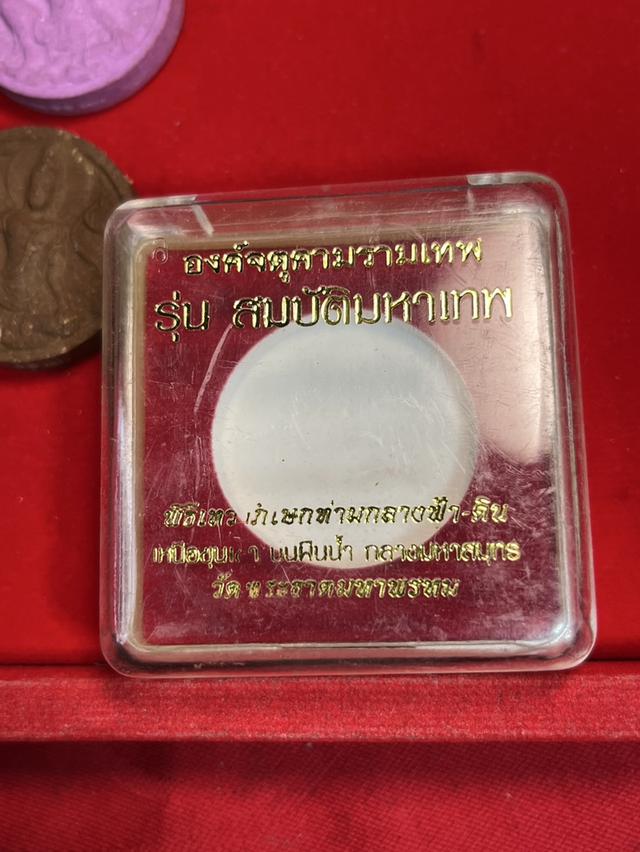 องค์จตุคามรามเทพ
รุ่น สมบัติมหาเทพ
ท่ามกลางฟ้า-ดิน
บนผืนน้ำ กลางมหาสมุทร
วัดพระธาตุมหาพรหม